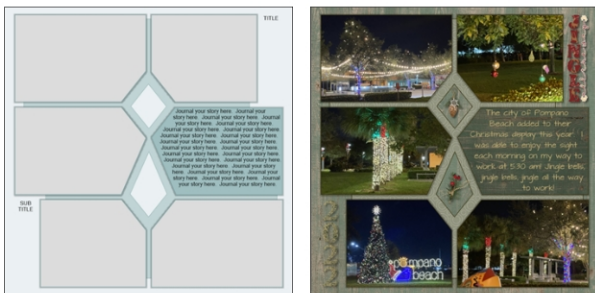 TITLE
Journal your story here. Journal your
story here. Journal your story here. Journal
your story here. Journal your story here.
Journal your story here. Journal your story here.
Journal your story here. Journal your story here.
Journal your story here. Journal your story here.
Journal your story here. Journal your story here.
Journal your story here. Journal your story here.
Journal your story here. Journal your story
here. Journal your story here. Journal your
story here. Journal your story here.
SUB
TITLE
The city of Pompano
Beach added to their
Christmas display this year. I
was able to enjoy the sight
each morning on my way to
work at 5:30 am! Jingle bells,
jingle bells, jingle all the way
to work!
pompano
beach